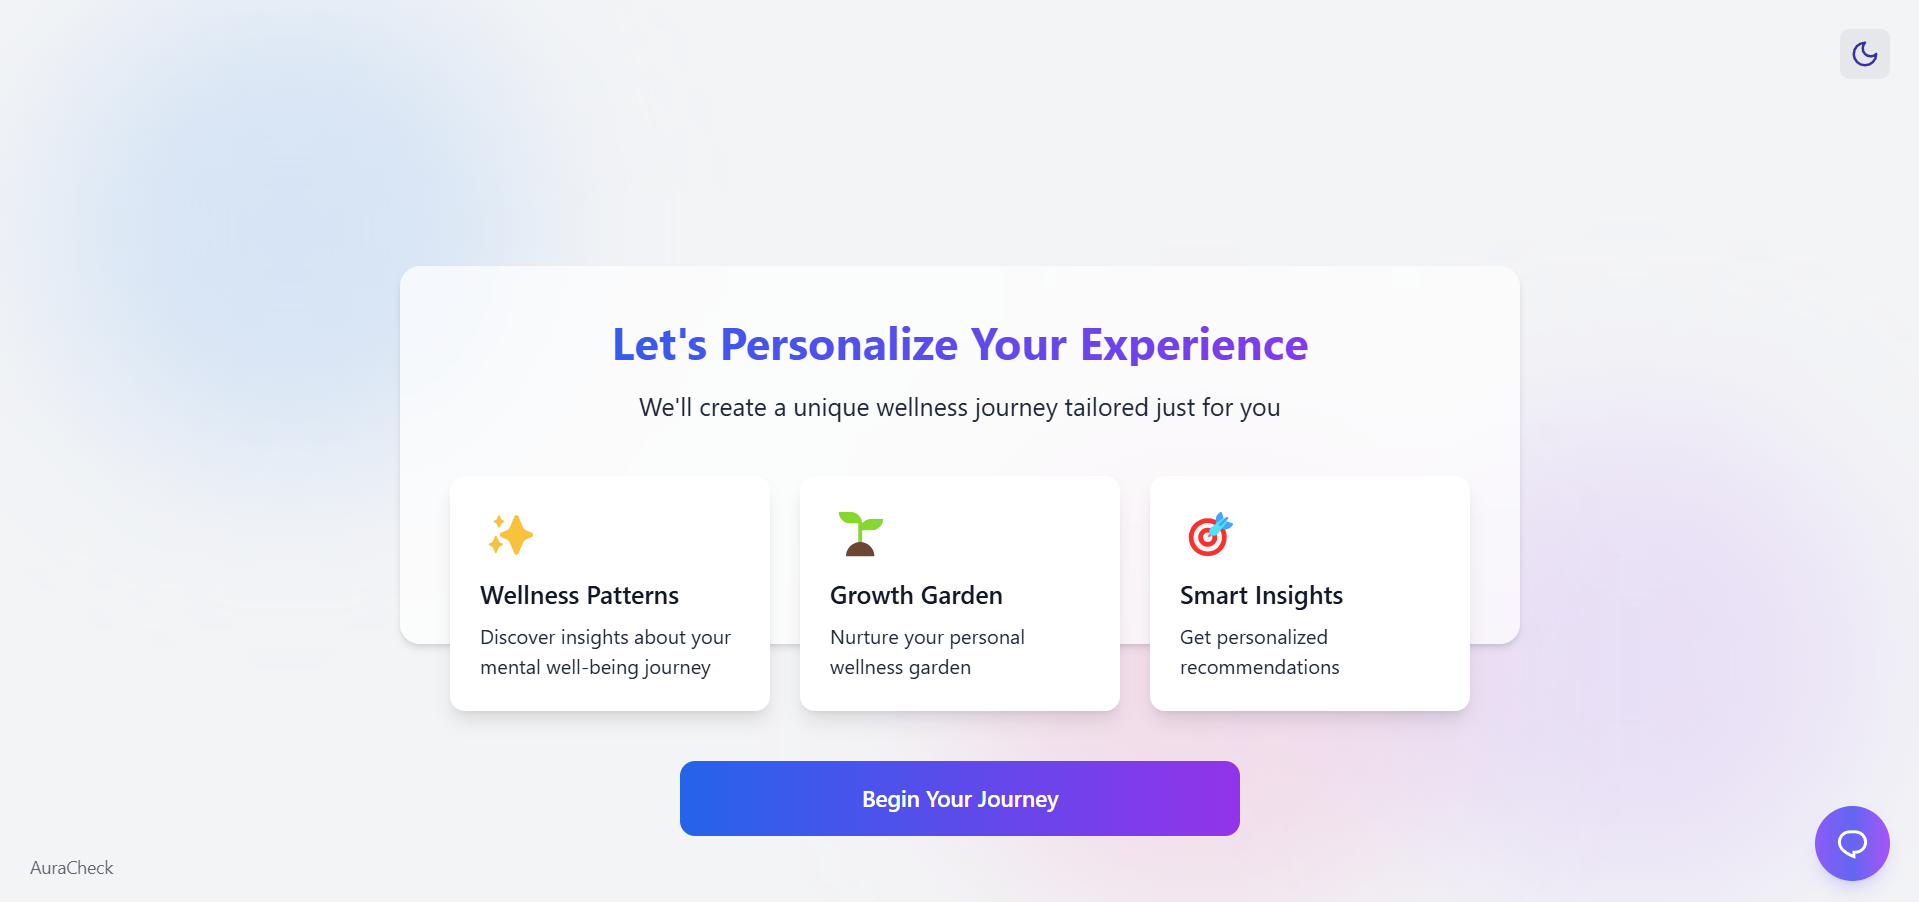 Let's Personalize Your Experience
We'll create a unique wellness journey tailored just for you
Wellness Patterns
Discover insights about your
mental well-being journey
Growth Garden
Nurture your personal
wellness garden
Smart Insights
Get personalized
recommendations
Begin Your Journey
AuraCheck